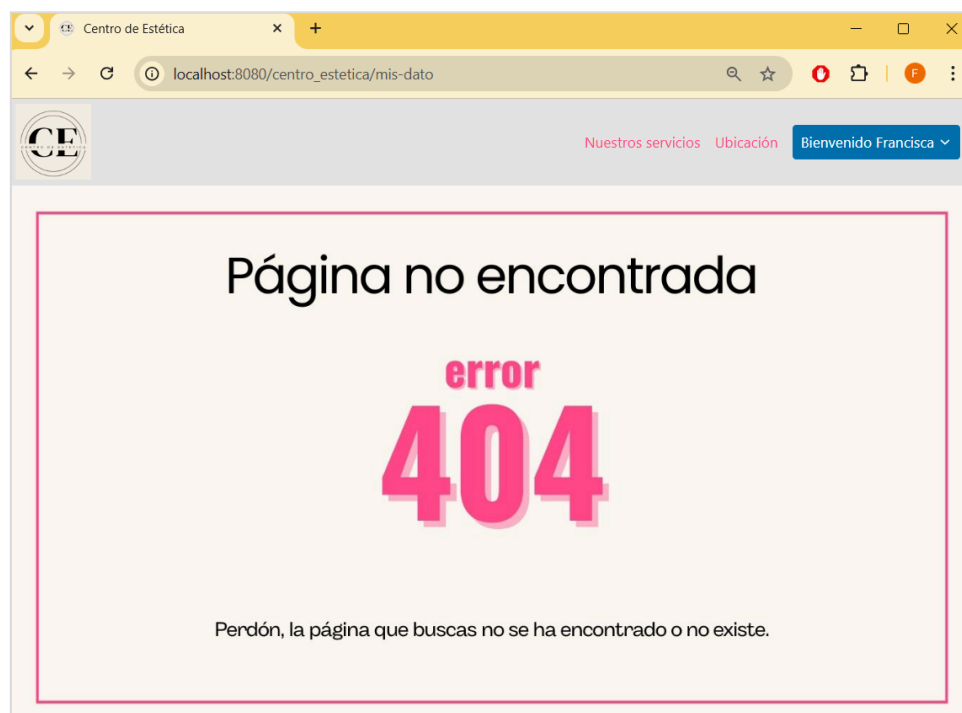 Centro de Estética
localhost:8080/centro_estetica/mis-dato
F
CE
Nuestros servicios Ubicación Bienvenido Francisca
Página no encontrada
error
404
Perdón, la página que buscas no se ha encontrado o no existe.